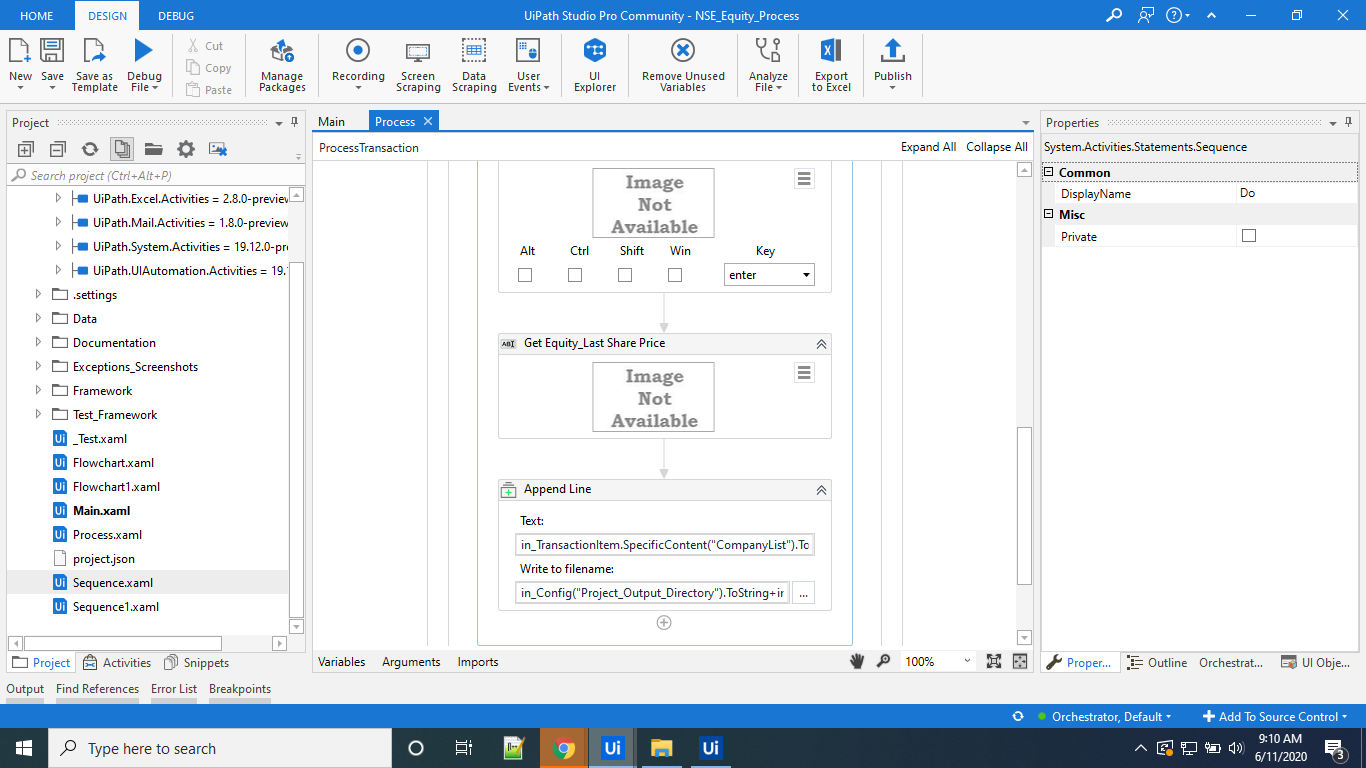 HOME DESIGN DEBUG UiPath Studio Pro Community - NSE_Equity_Process
New Save Save as Template Debug File Cut Copy Paste Manage Packages Recording Screen Scraping Data Scraping User Events UI Explorer Remove Unused Variables Analyze File Export to Excel Publish
Project
Search project (Ctrl+Alt+P)
UiPath.Excel.Activities = 2.8.0-preview
UiPath.Mail.Activities = 1.8.0-preview
UiPath.System.Activities = 19.12.0-pr
UiPath.UIAutomation.Activities = 19.
.settings
Data
Documentation
Exceptions_Screenshots
Framework
Test_Framework
_Test.xaml
Flowchart.xaml
Flowchart1.xaml
Main.xaml
Process.xaml
project.json
Sequence.xaml
Sequence1.xaml
Project Activities Snippets
Main Process
ProcessTransaction Expand All Collapse All
Image
Not
Available
Alt Ctrl Shift Win Key
enter
Get Equity_Last Share Price
Image
Not
Available
Append Line
Text:
in_TransactionItem.SpecificContent("CompanyList").To
Write to filename:
in_Config("Project_Output_Directory").ToString+ir
...
Variables Arguments Imports 100%
Properties
System.Activities.Statements.Sequence
Common
DisplayName Do
Misc
Private
Proper... Outline Orchestrat... UI Obje...
Output Find References Error List Breakpoints
Orchestrator, Default Add To Source Control
Type here to search
Ui Ui
9:10 AM
6/11/2020
3